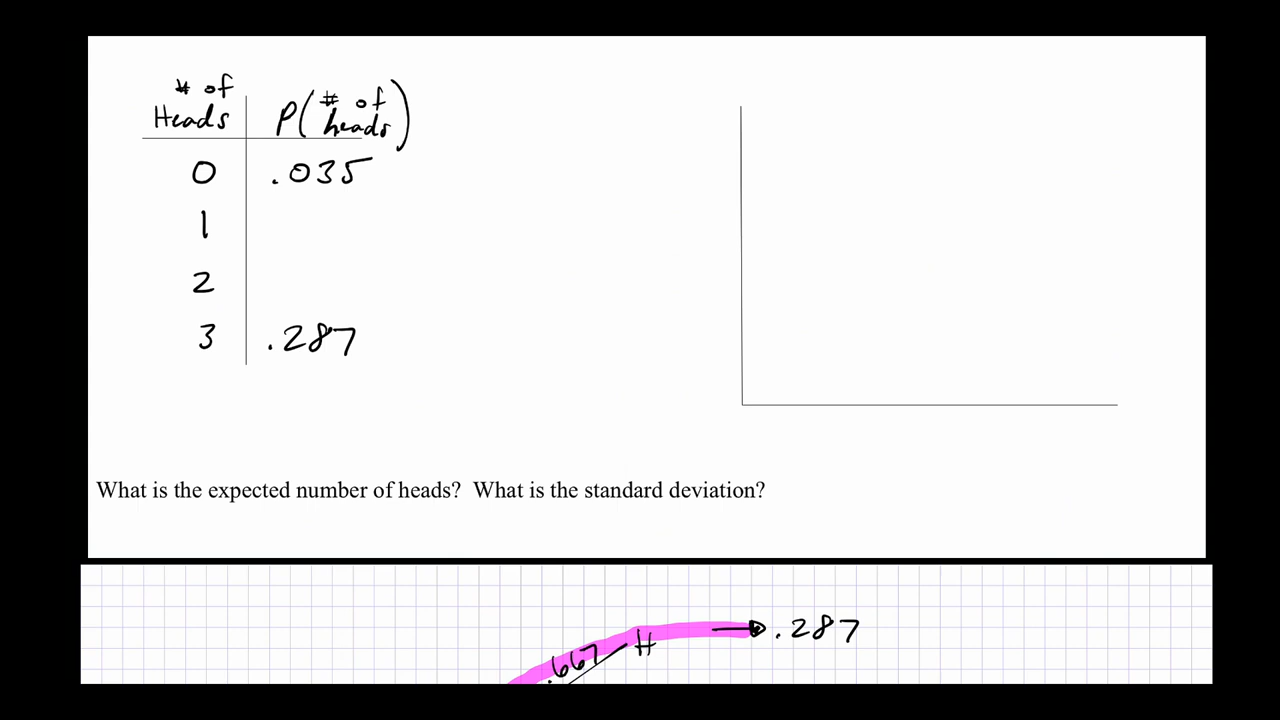 # of
Heads
P(# of heads)
0 .035
1
2
3 .287
What is the expected number of heads? What is the standard deviation?
.667 H .287